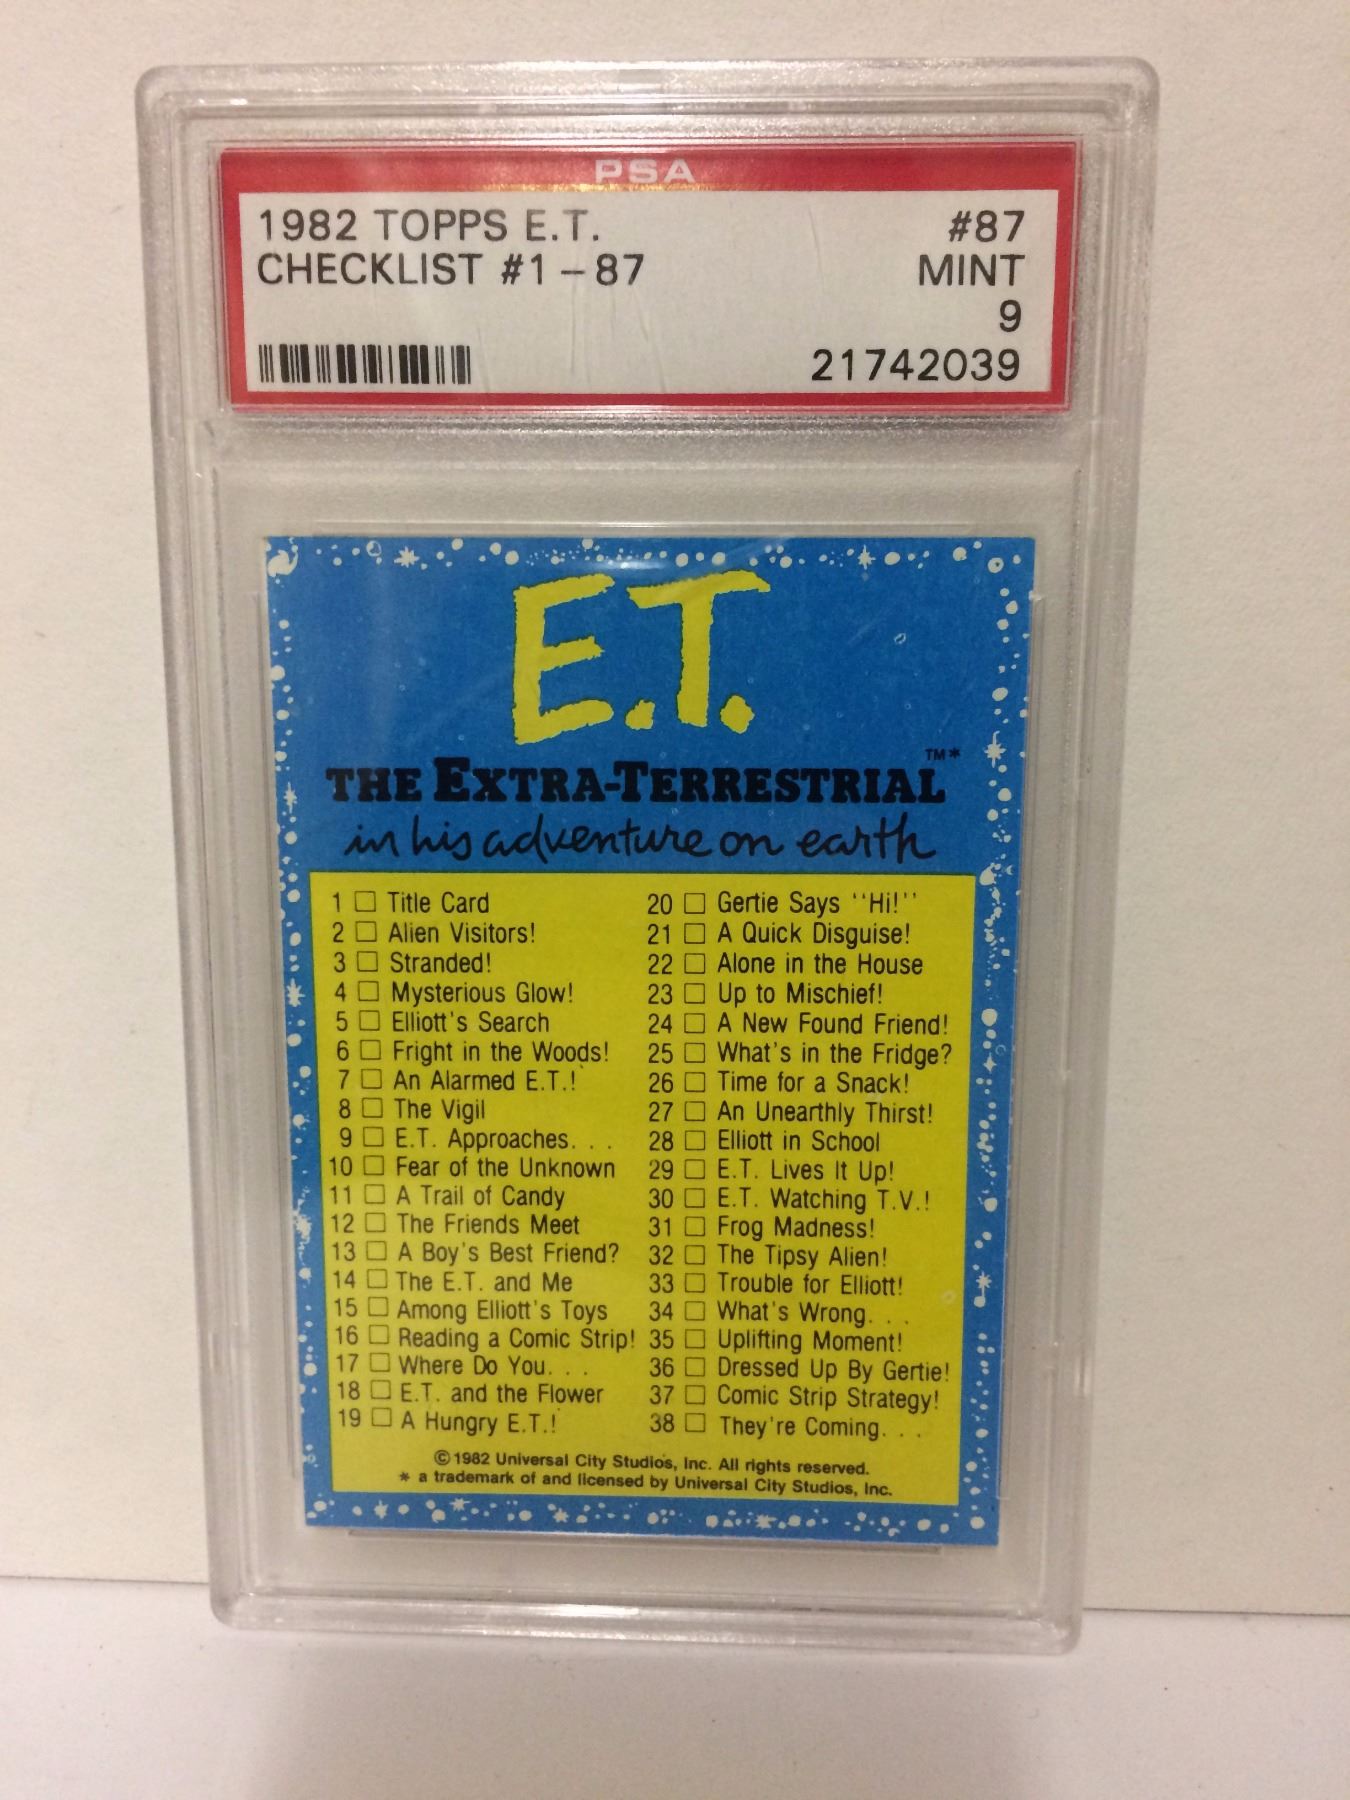 PSA
1982 TOPPS E.T. #87
CHECKLIST #1-87 MINT
9
21742039
E.T.
THE EXTRA-TERRESTRIAL™*
in his adventure on earth
1 □ Title Card
2 □ Alien Visitors!
3 □ Stranded!
4 □ Mysterious Glow!
5 □ Elliott's Search
6 □ Fright in the Woods!
7 □ An Alarmed E.T.!
8 □ The Vigil
9 □ E.T. Approaches. . .
10 □ Fear of the Unknown
11 □ A Trail of Candy
12 □ The Friends Meet
13 □ A Boy's Best Friend?
14 □ The E.T. and Me
15 □ Among Elliott's Toys
16 □ Reading a Comic Strip!
17 □ Where Do You. . .
18 □ E.T. and the Flower
19 □ A Hungry E.T.!
20 □ Gertie Says ''Hi!''
21 □ A Quick Disguise!
22 □ Alone in the House
23 □ Up to Mischief!
24 □ A New Found Friend!
25 □ What's in the Fridge?
26 □ Time for a Snack!
27 □ An Unearthly Thirst!
28 □ Elliott in School
29 □ E.T. Lives It Up!
30 □ E.T. Watching T.V.!
31 □ Frog Madness!
32 □ The Tipsy Alien!
33 □ Trouble for Elliott!
34 □ What's Wrong. . .
35 □ Uplifting Moment!
36 □ Dressed Up By Gertie!
37 □ Comic Strip Strategy!
38 □ They're Coming. . .
©1982 Universal City Studios, Inc. All rights reserved.
* a trademark of and licensed by Universal City Studios, Inc.